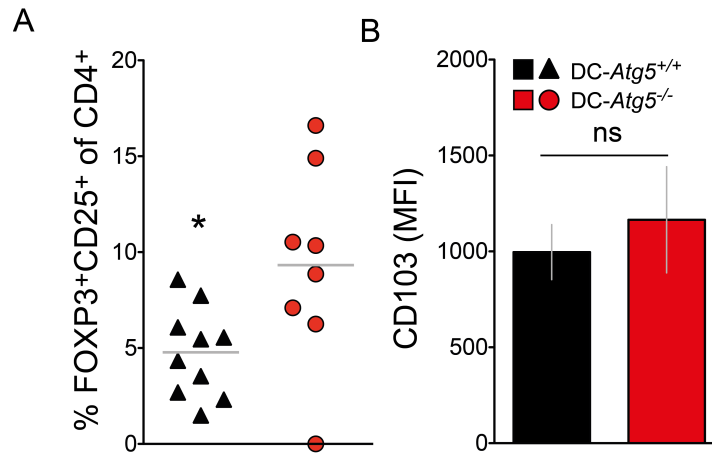 A
% FOXP3⁺CD25⁺ of CD4⁺
20
15
10
5
0
*
B
CD103 (MFI)
2000
1500
1000
500
0
DC-Atg5⁺/⁺
DC-Atg5⁻/⁻
ns